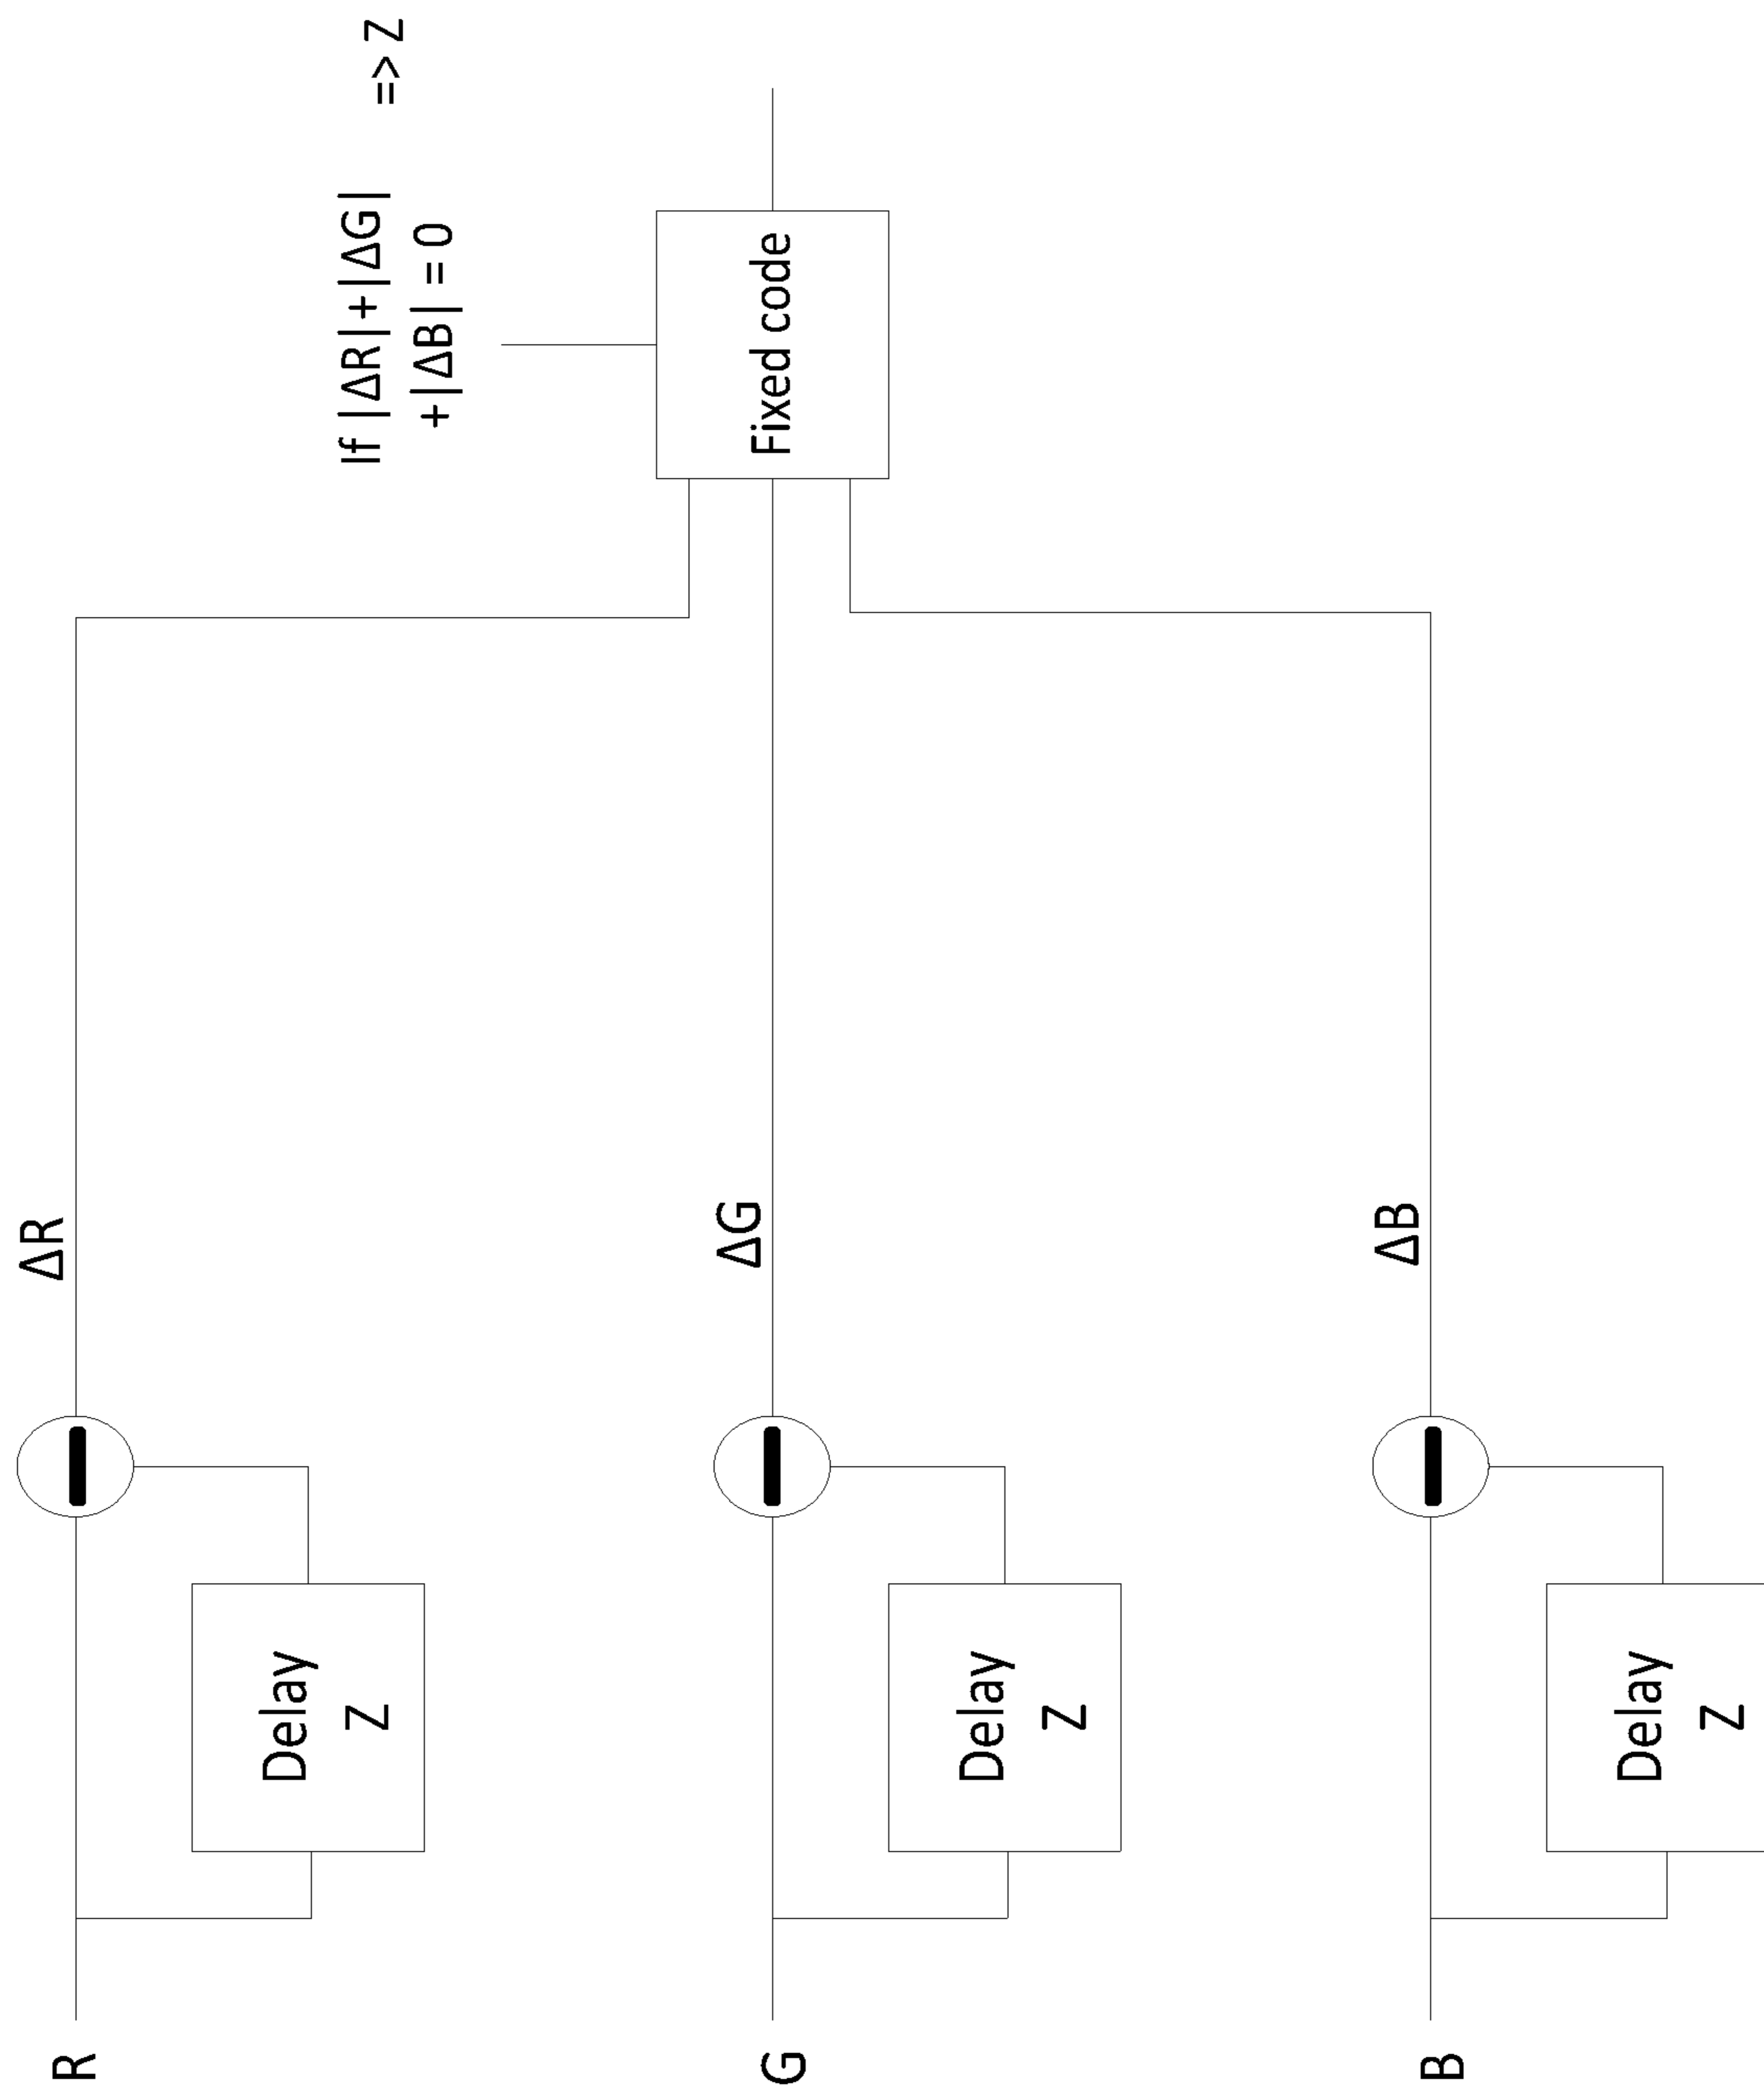 R
Delay
Z
ΔR
G
Delay
Z
ΔG
B
Delay
Z
ΔB
If |ΔR|+|ΔG|
+|ΔB| = 0
=> Z
Fixed code